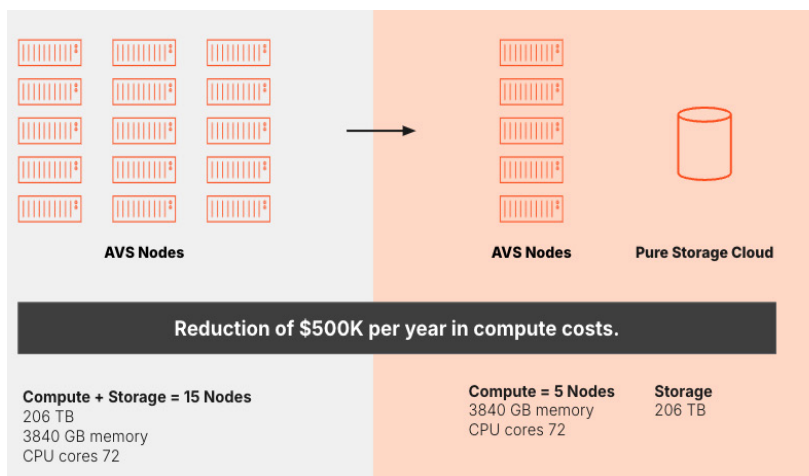 AVS Nodes
AVS Nodes
Pure Storage Cloud
Reduction of $500K per year in compute costs.
Compute + Storage = 15 Nodes
206 TB
3840 GB memory
CPU cores 72
Compute = 5 Nodes
3840 GB memory
CPU cores 72
Storage
206 TB